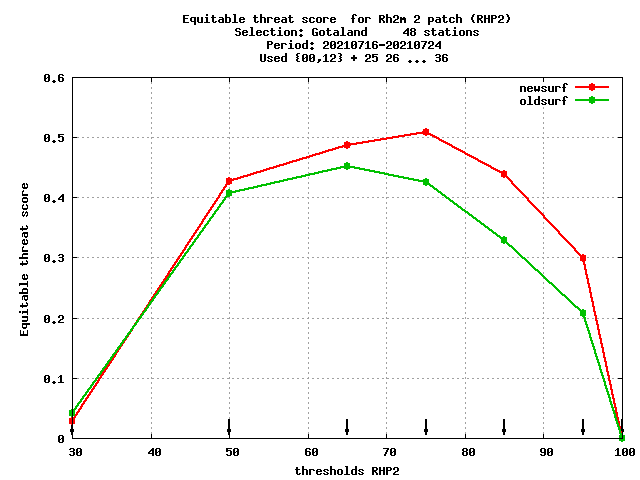 Equitable threat score  for Rh2m 2 patch (RHP2)
Selection: Gotaland     48 stations
Period: 20210716-20210724
Used {00,12} + 25 26 ... 36
newsurf
oldsurf
Equitable threat score
0.6
0.5
0.4
0.3
0.2
0.1
0
30 40 50 60 70 80 90 100
thresholds RHP2